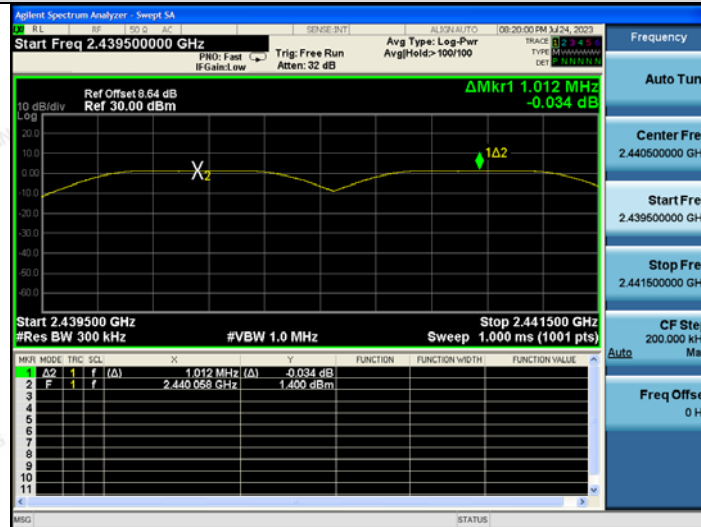 Agilent Spectrum Analyzer - Swept SA
RL RF 50 Ω AC SENSE:INT ALIGNAUTO 08:20:00 PM Jul 24, 2023
Start Freq 2.439500000 GHz
PNO: Fast
IFGain:Low
Trig: Free Run
Atten: 32 dB
Avg Type: Log-Pwr
Avg|Hold:>100/100
TRACE 1 2 3 4 5 6
TYPE MWWWWW
DET P N N N N N
Ref Offset 8.64 dB
Ref 30.00 dBm
10 dB/div
Log
ΔMkr1 1.012 MHz
-0.034 dB
20.0
10.0
0.00
-10.0
-20.0
-30.0
-40.0
-50.0
-60.0
X2
1Δ2
Start 2.439500 GHz
Stop 2.441500 GHz
#Res BW 300 kHz
#VBW 1.0 MHz
Sweep 1.000 ms (1001 pts)
MKR MODE TRC SCL X Y FUNCTION FUNCTION WIDTH FUNCTION VALUE
1 Δ2 1 f (Δ) 1.012 MHz (Δ) -0.034 dB
2 F 1 f 2.440 058 GHz 1.400 dBm
3
4
5
6
7
8
9
10
11
MSG
STATUS
Frequency
Auto Tun
Center Fre
2.440500000 GH
Start Fre
2.439500000 GH
Stop Fre
2.441500000 GH
CF Ste
200.000 kH
Auto Ma
Freq Offse
0 H